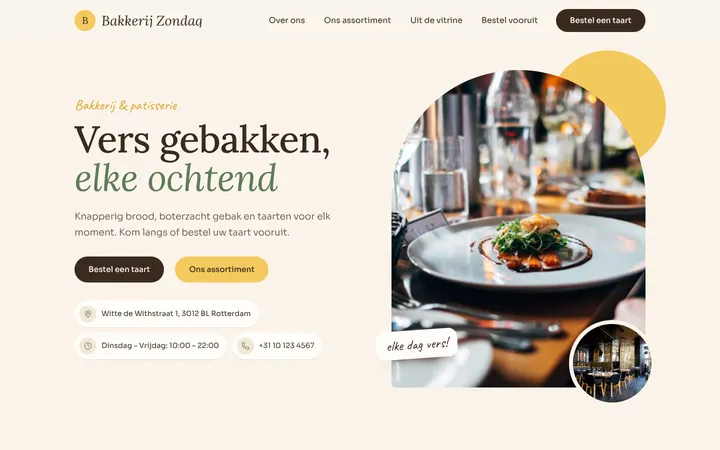 B Bakkerij Zondag
Over ons Ons assortiment Uit de vitrine Bestel vooruit Bestel een taart
Bakkerij & patisserie
Vers gebakken,
elke ochtend
Knapperig brood, boterzacht gebak en taarten voor elk
moment. Kom langs of bestel uw taart vooruit.
Bestel een taart Ons assortiment
Witte de Withstraat 1, 3012 BL Rotterdam
Dinsdag – Vrijdag: 10:00 – 22:00 +31 10 123 4567
elke dag vers!